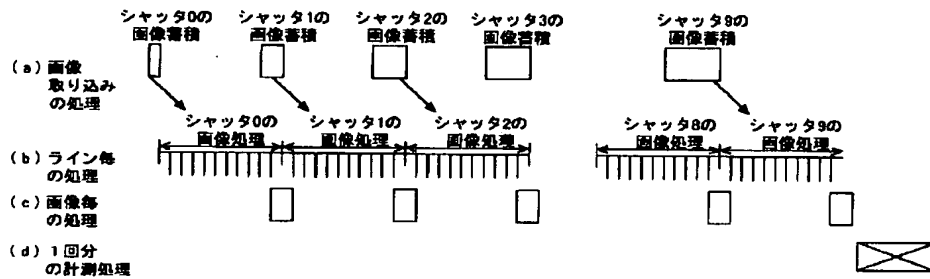 シャッタ0の
画像蓄積
シャッタ1の
画像蓄積
シャッタ2の
画像蓄積
シャッタ3の
画像蓄積
シャッタ9の
画像蓄積
(a)画像
取り込み
の処理
シャッタ0の
画像処理
シャッタ1の
画像処理
シャッタ2の
画像処理
シャッタ8の
画像処理
シャッタ9の
画像処理
(b)ライン毎
の処理
(c)画像毎
の処理
(d)1回分
の計測処理